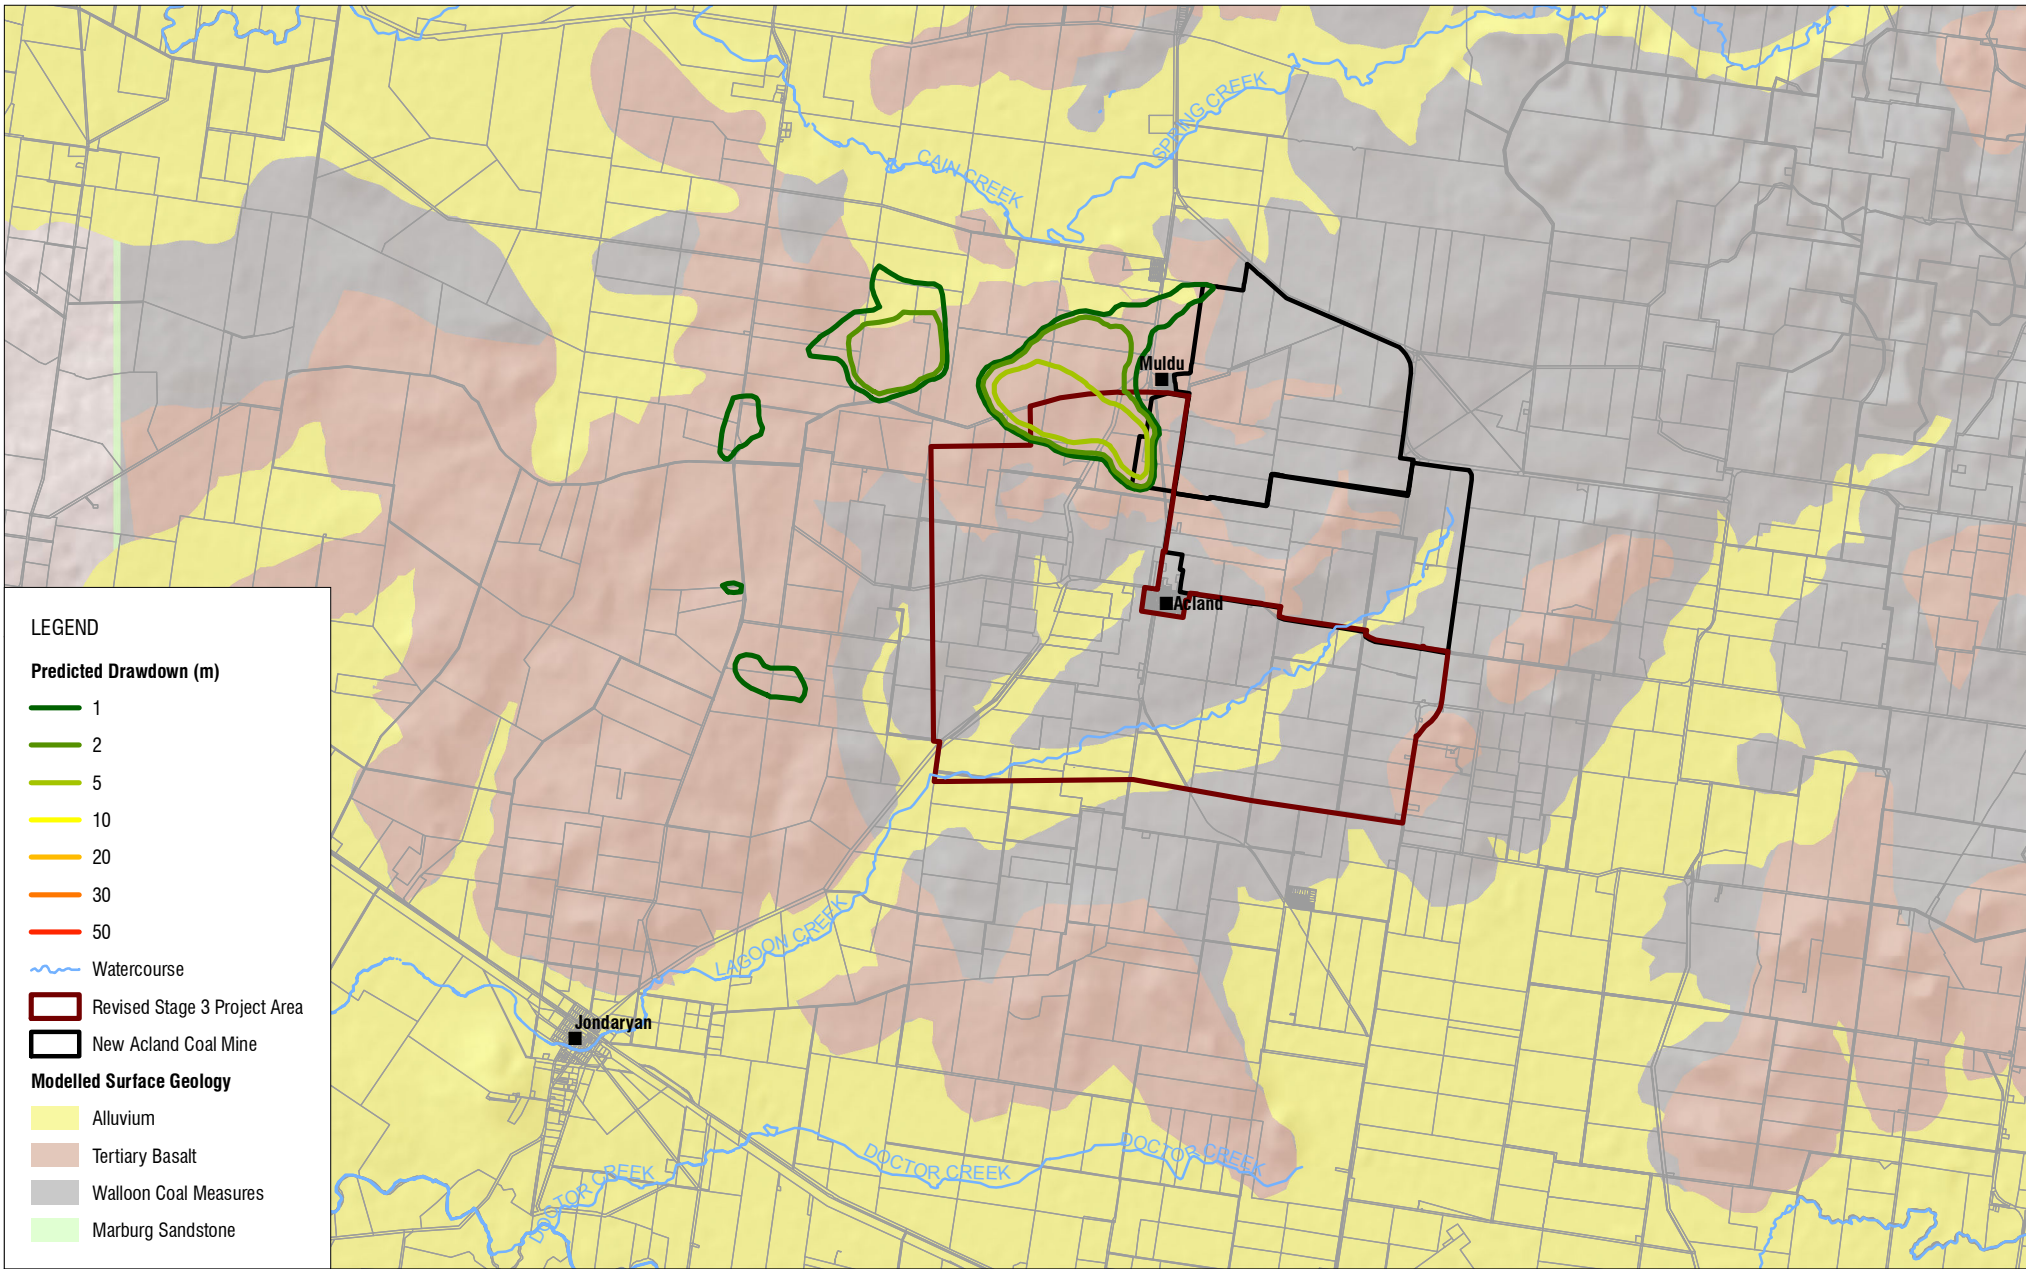 SPRING CREEK
CAIN CREEK
Muldu
Acland
LAGOON CREEK
Jondaryan
DOCTOR CREEK
DOCTOR CREEK
DOCTOR CREEK
LEGEND
Predicted Drawdown (m)
1
2
5
10
20
30
50
Watercourse
Revised Stage 3 Project Area
New Acland Coal Mine
Modelled Surface Geology
Alluvium
Tertiary Basalt
Walloon Coal Measures
Marburg Sandstone